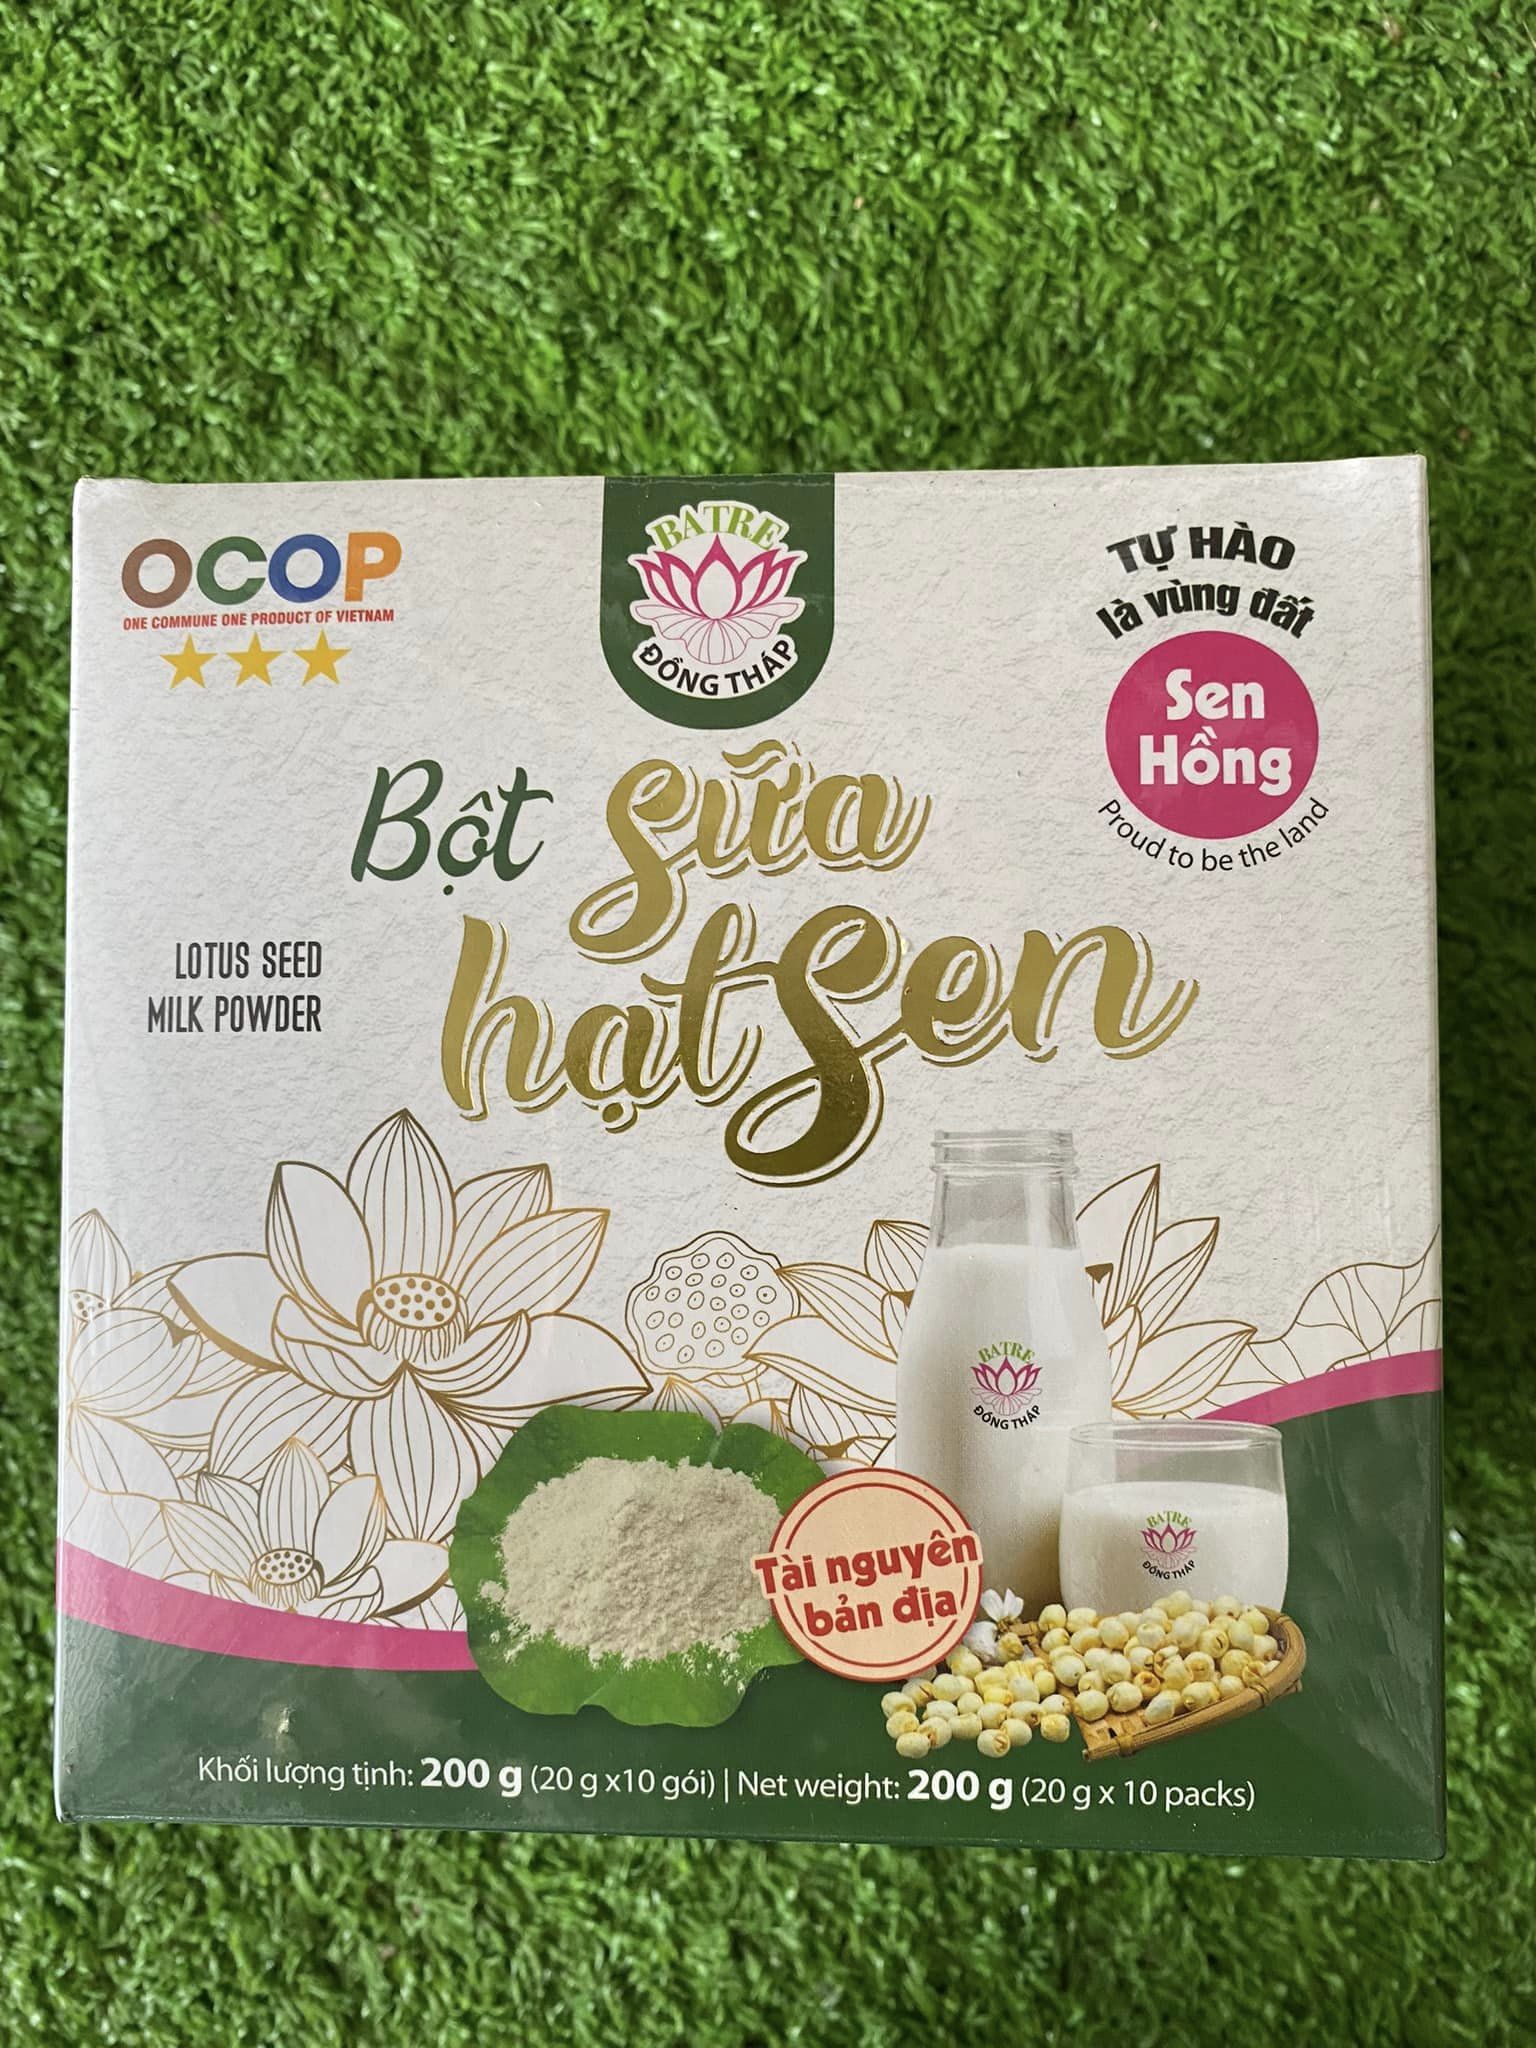 OCOP
ONE COMMUNE ONE PRODUCT OF VIETNAM
BATRE
ĐỒNG THÁP
TỰ HÀO
là vùng đất
Sen
Hồng
Proud to be the land
Bột sữa
hạt sen
LOTUS SEED
MILK POWDER
BATRE
ĐỒNG THÁP
BATRE
ĐỒNG THÁP
Tài nguyên
bản địa
Khối lượng tịnh: 200 g (20 g x10 gói) | Net weight: 200 g (20 g x 10 packs)